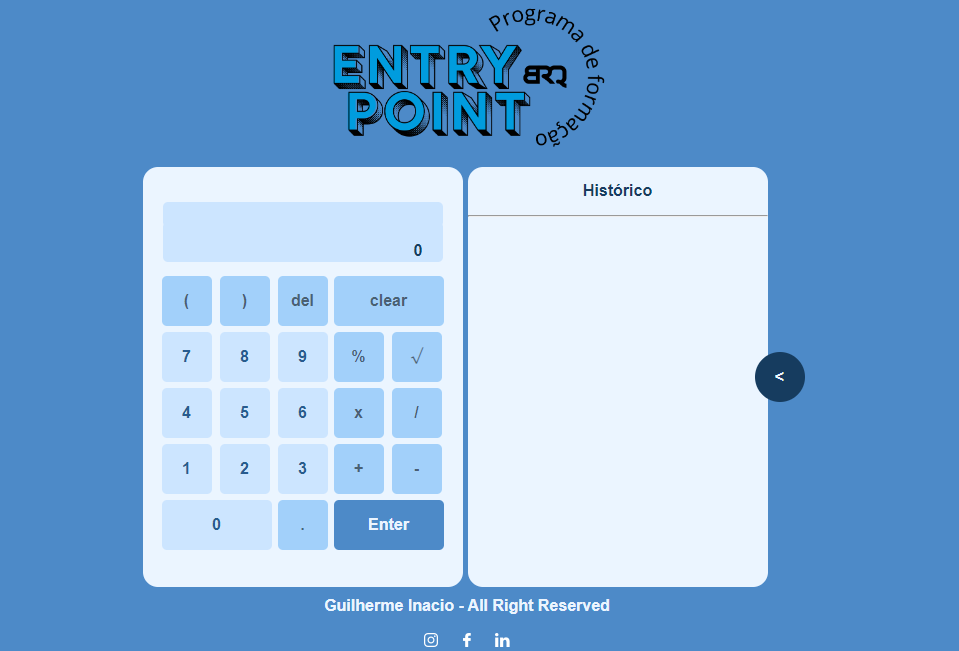 Programa de formação
ENTRY
BRQ
POINT
Histórico
0
( ) del clear
7 8 9 % √
4 5 6 x /
<
1 2 3 + -
0 . Enter
Guilherme Inacio - All Right Reserved